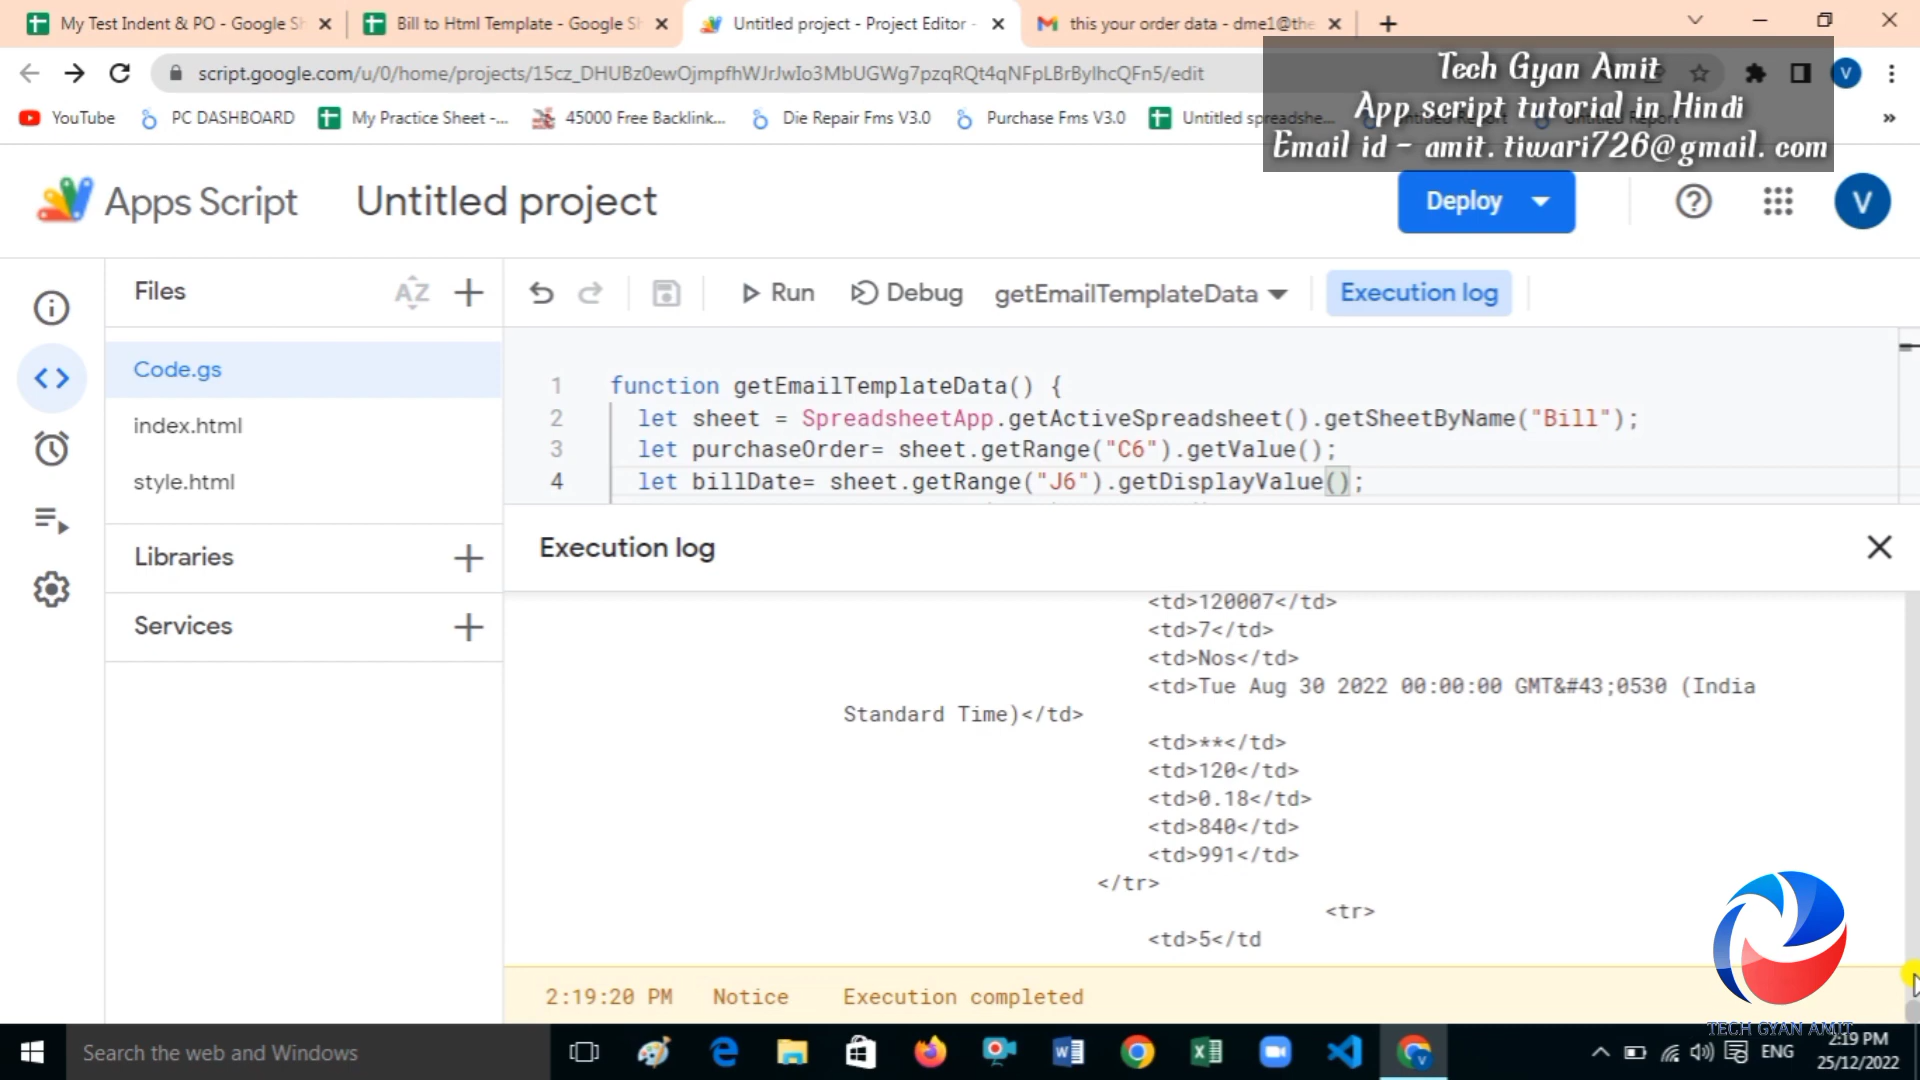 My Test Indent & PO - Google Sh
Bill to Html Template - Google Sh
Untitled project - Project Editor -
this your order data - dme1@the
script.google.com/u/0/home/projects/15cz_DHUBz0ewOjmpfhWJrJwIo3MbUGWg7pzqRQt4qNFpLBrBylhcQFn5/edit
V
Tech Gyan Amit
App script tutorial in Hindi
Email id - amit.tiwari726@gmail.com
YouTube
PC DASHBOARD
My Practice Sheet -...
45000 Free Backlink...
Die Repair Fms V3.0
Purchase Fms V3.0
Untitled spreadshe...
Untitled Report
Untitled Report
»
Apps Script
Untitled project
Deploy
V
Files
AZ
Run
Debug
getEmailTemplateData
Execution log
Code.gs
index.html
style.html
Libraries
Services
1 function getEmailTemplateData() {
2 let sheet = SpreadsheetApp.getActiveSpreadsheet().getSheetByName("Bill");
3 let purchaseOrder= sheet.getRange("C6").getValue();
4 let billDate= sheet.getRange("J6").getDisplayValue();
Execution log
<td>120007</td>
<td>7</td>
<td>Nos</td>
<td>Tue Aug 30 2022 00:00:00 GMT&#43;0530 (India
Standard Time)</td>
<td>**</td>
<td>120</td>
<td>0.18</td>
<td>840</td>
<td>991</td>
</tr>
<tr>
<td>5</td
2:19:20 PM Notice Execution completed
TECH GYAN AMIT
Search the web and Windows
ENG
2:19 PM
25/12/2022